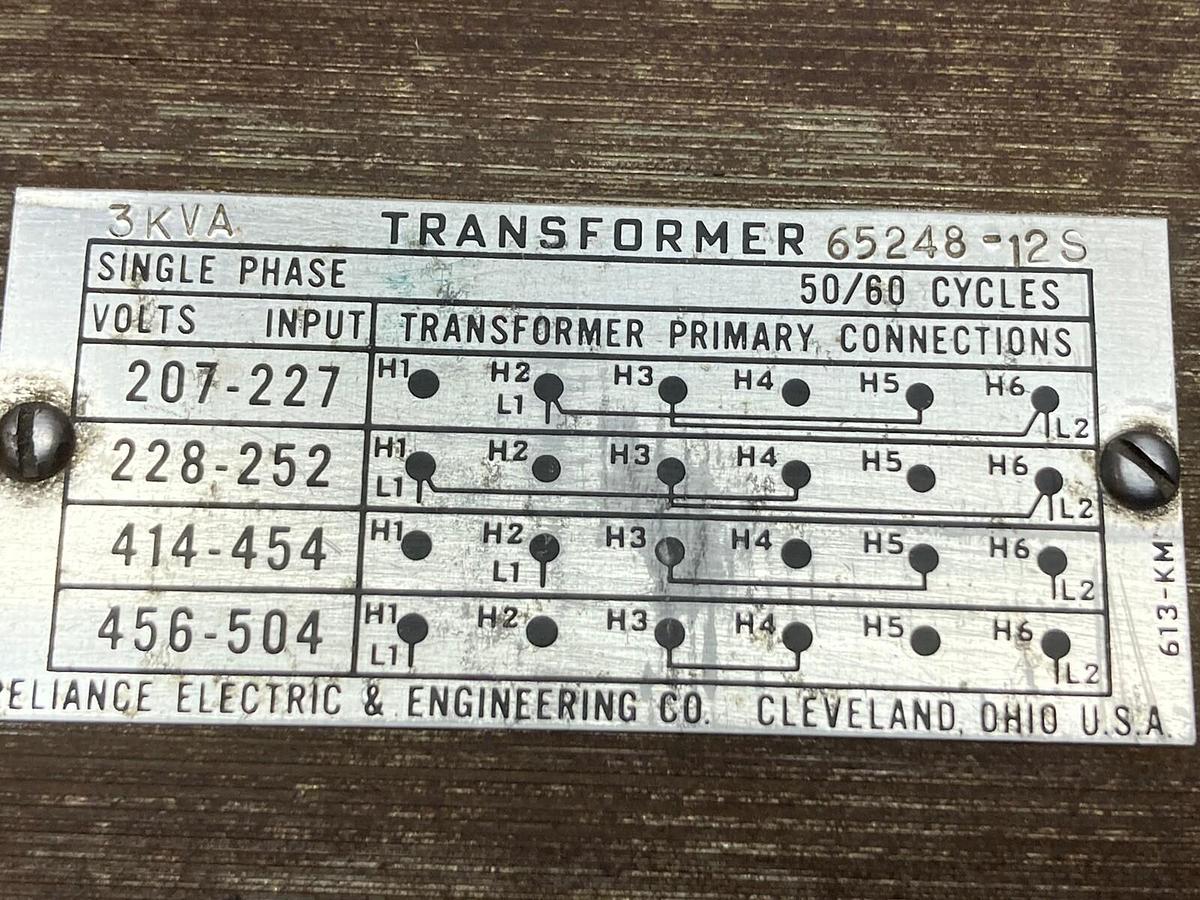 3KVA TRANSFORMER 65248-12S
SINGLE PHASE 50/60 CYCLES
VOLTS INPUT TRANSFORMER PRIMARY CONNECTIONS
207-227 H1 H2 H3 H4 H5 H6
L1 L2
228-252 H1 H2 H3 H4 H5 H6
L1 L2
414-454 H1 H2 H3 H4 H5 H6
L1 L2
456-504 H1 H2 H3 H4 H5 H6
L1 L2
RELIANCE ELECTRIC & ENGINEERING CO. CLEVELAND, OHIO U.S.A.
613-KM